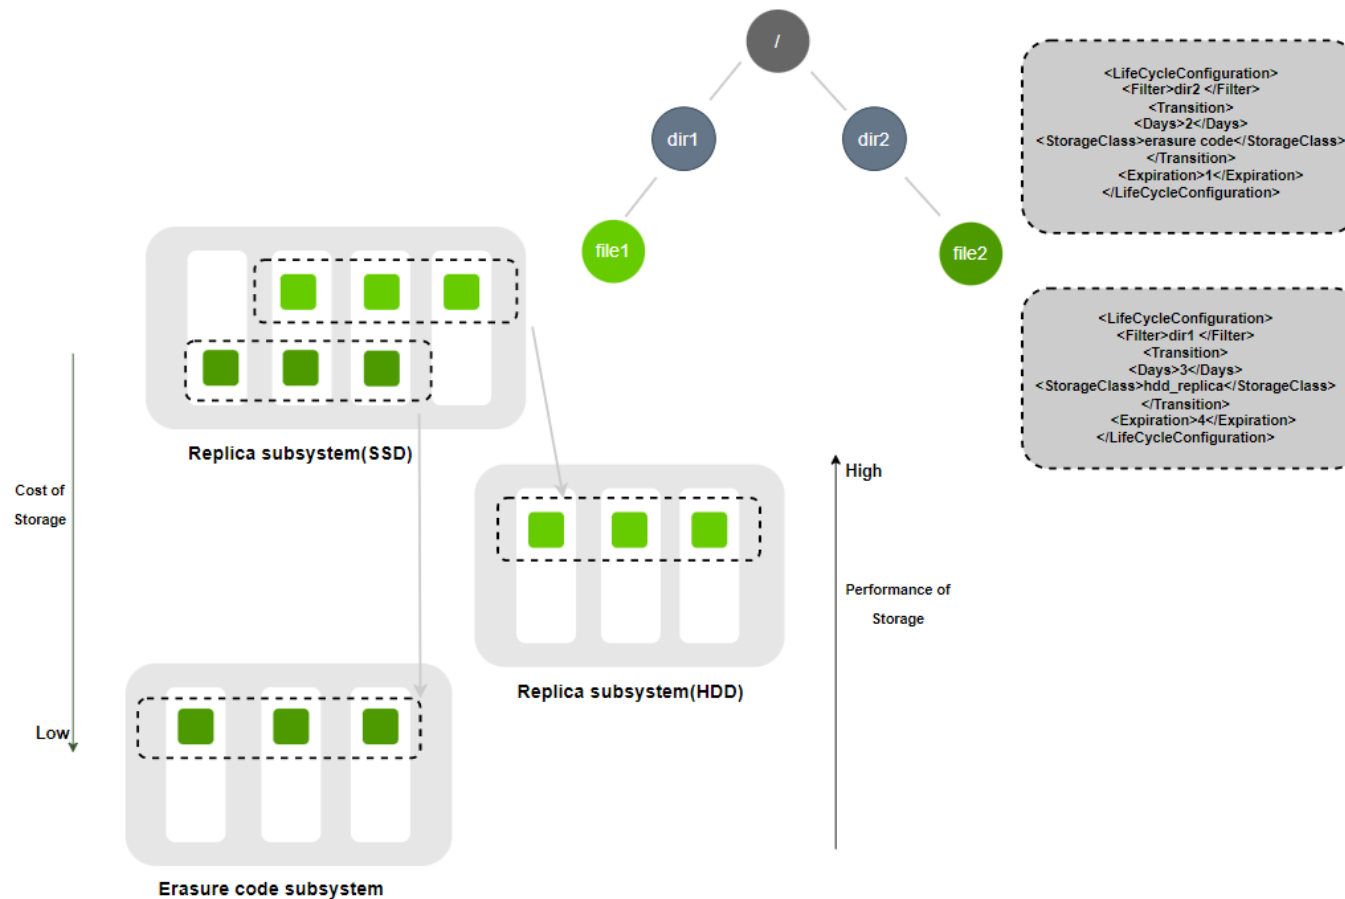 /
dir1
dir2
file1
file2
<LifeCycleConfiguration>
<Filter>dir2 </Filter>
<Transition>
<Days>2</Days>
<StorageClass>erasure code</StorageClass>
</Transition>
<Expiration>1</Expiration>
</LifeCycleConfiguration>
<LifeCycleConfiguration>
<Filter>dir1 </Filter>
<Transition>
<Days>3</Days>
<StorageClass>hdd_replica</StorageClass>
</Transition>
<Expiration>4</Expiration>
</LifeCycleConfiguration>
Replica subsystem(SSD)
Cost of
Storage
Low
High
Performance of
Storage
Replica subsystem(HDD)
Erasure code subsystem